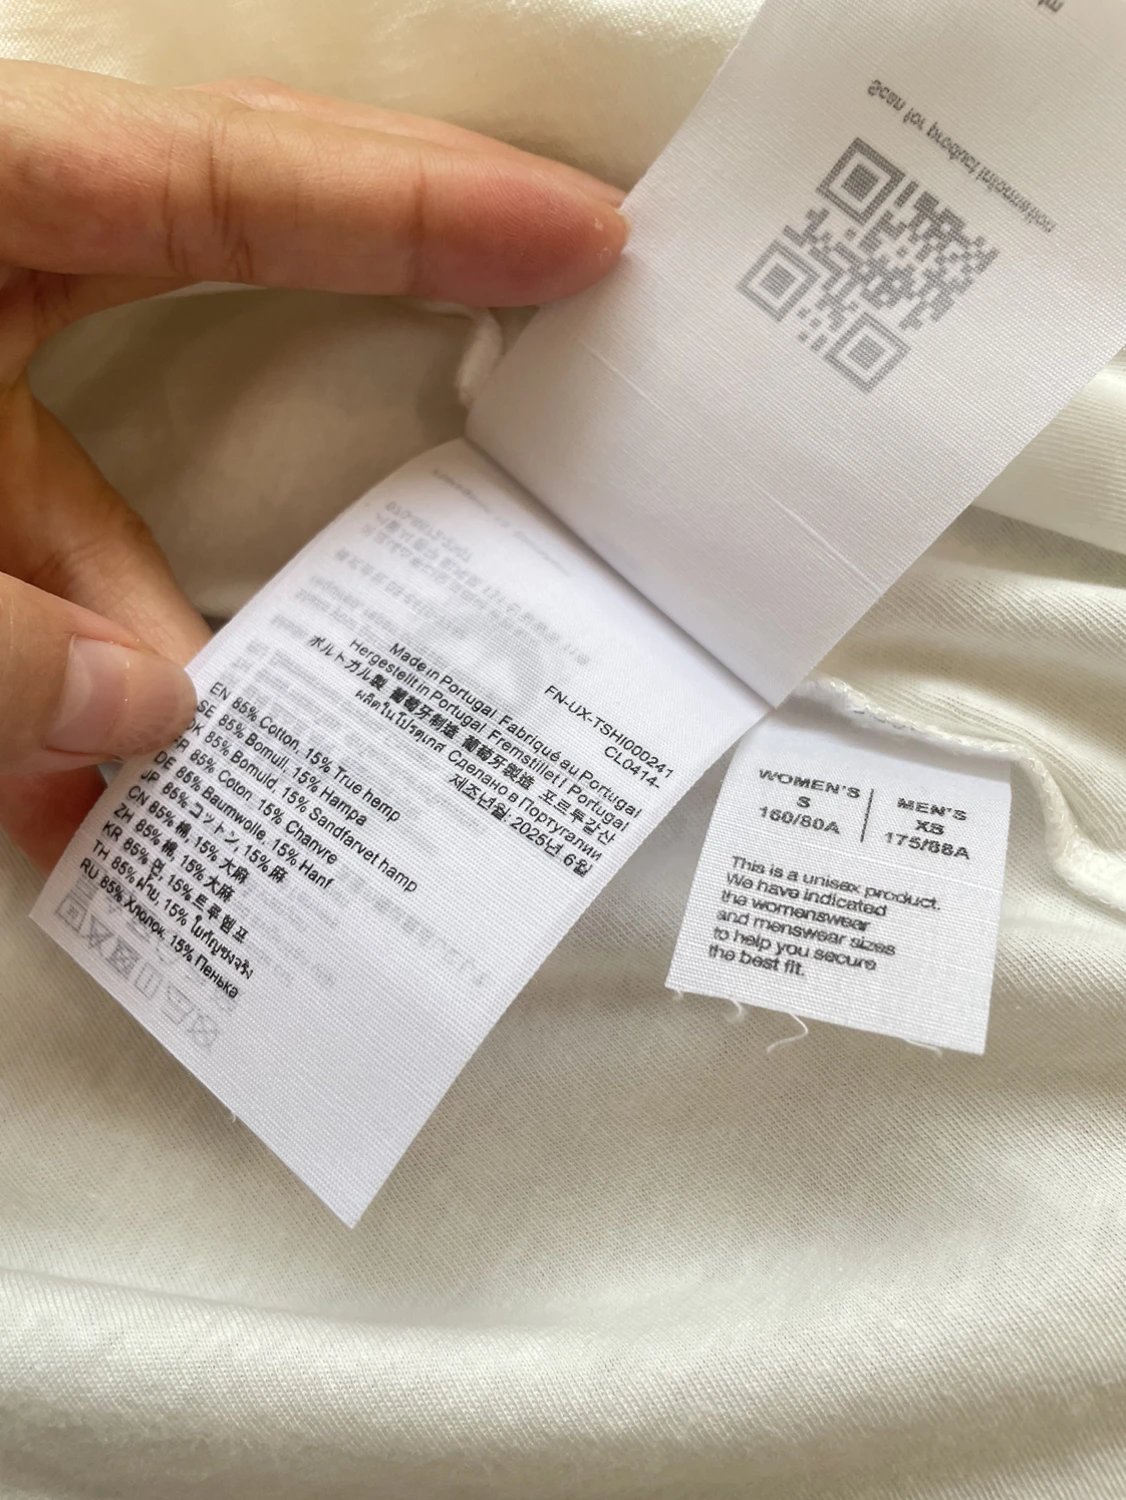 Scan for product information
FN-UX-TSHI000241
CL0414-
Made in Portugal Fabriqué au Portugal
Hergestellt in Portugal Fremstillet i Portugal
ポルトガル製 葡萄牙制造 葡萄牙製造 포르투갈산
ผลิตในโปรตุเกส Сделано в Португалии
제조년월: 2025년 6월
EN 85% Cotton, 15% True hemp
SE 85% Bomull, 15% Hampa
DK 85% Bomuld, 15% Sandfarvet hamp
FR 85% Coton, 15% Chanvre
DE 85% Baumwolle, 15% Hanf
JP 85% コットン, 15% 麻
CN 85% 棉, 15% 大麻
ZH 85% 棉, 15% 大麻
KR 85% 면, 15% 트루헴프
TH 85% ฝ้าย, 15% ใยกัญชงจริง
RU 85% Хлопок, 15% Пенька
WOMEN'S
S
160/80A
MEN'S
XS
175/88A
This is a unisex product.
We have indicated
the womenswear
and menswear sizes
to help you secure
the best fit.